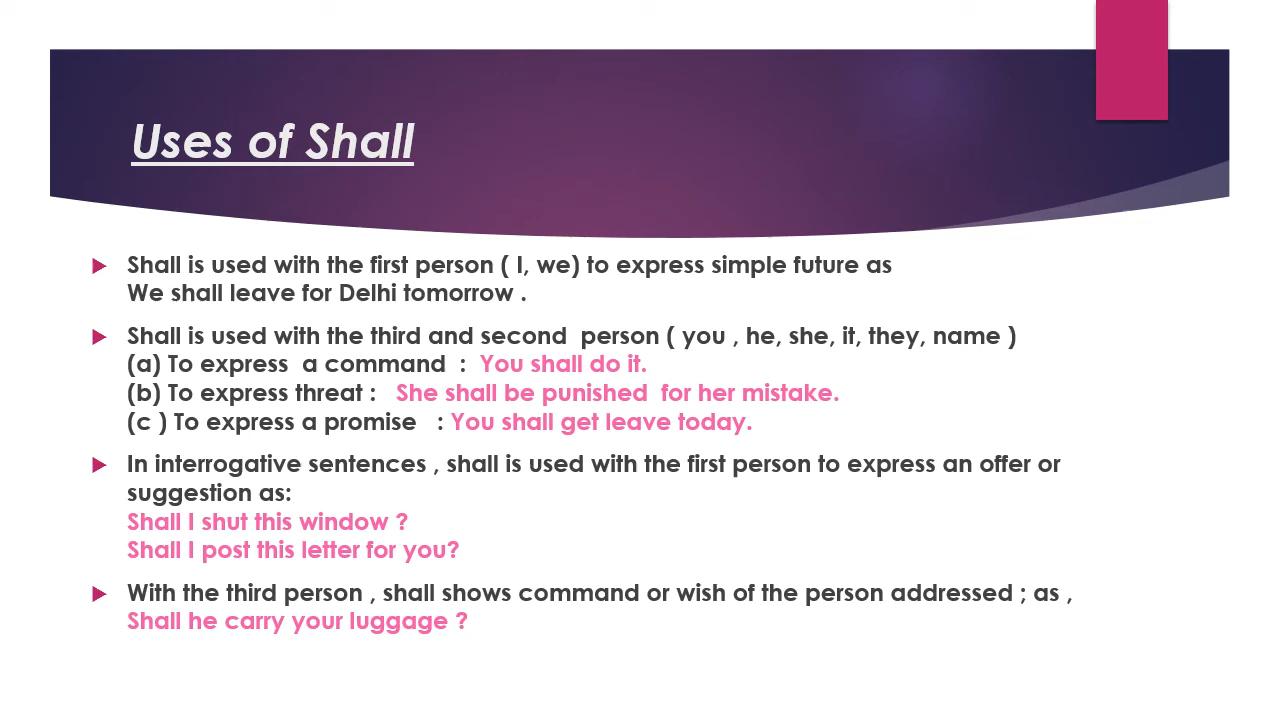 Uses of Shall
Shall is used with the first person ( I, we) to express simple future as
We shall leave for Delhi tomorrow .
Shall is used with the third and second  person ( you , he, she, it, they, name )
(a) To express  a command  :  You shall do it.
(b) To express threat :   She shall be punished  for her mistake.
(c ) To express a promise   : You shall get leave today.
In interrogative sentences , shall is used with the first person to express an offer or
suggestion as:
Shall I shut this window ?
Shall I post this letter for you?
With the third person , shall shows command or wish of the person addressed ; as ,
Shall he carry your luggage ?